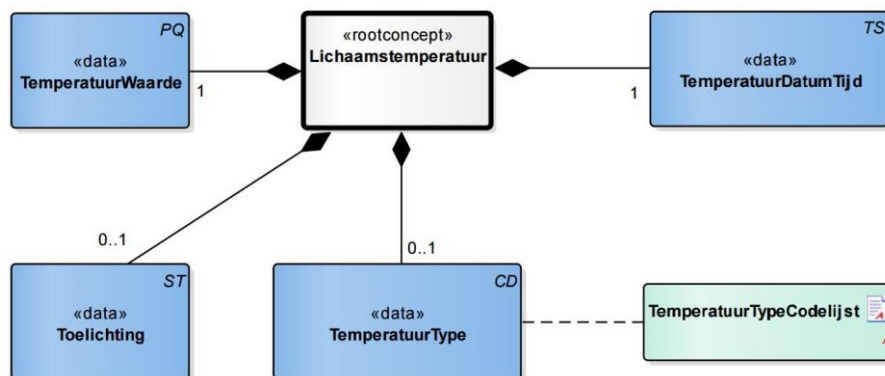 PQ
«data»
TemperatuurWaarde
1
«rootconcept»
Lichaamstemperatuur
TS
«data»
TemperatuurDatumTijd
1
0..1
0..1
ST
«data»
Toelichting
CD
«data»
TemperatuurType
TemperatuurTypeCodelijst